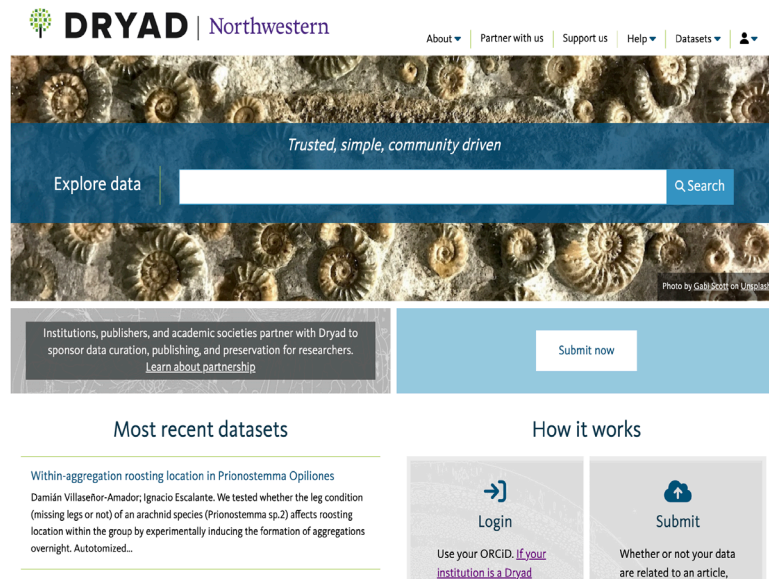 DRYAD | Northwestern
About
Partner with us
Support us
Help
Datasets
Trusted, simple, community driven
Explore data
Search
Photo by Gabi Scott on Unsplash
Institutions, publishers, and academic societies partner with Dryad to
sponsor data curation, publishing, and preservation for researchers.
Learn about partnership
Submit now
Most recent datasets
Within-aggregation roosting location in Prionostemma Opiliones
Damián Villaseñor-Amador; Ignacio Escalante. We tested whether the leg condition
(missing legs or not) of an arachnid species (Prionostemma sp.2) affects roosting
location within the group by experimentally inducing the formation of aggregations
overnight. Autotomized...
How it works
Login
Use your ORCiD. If your
institution is a Dryad
Submit
Whether or not your data
are related to an article,